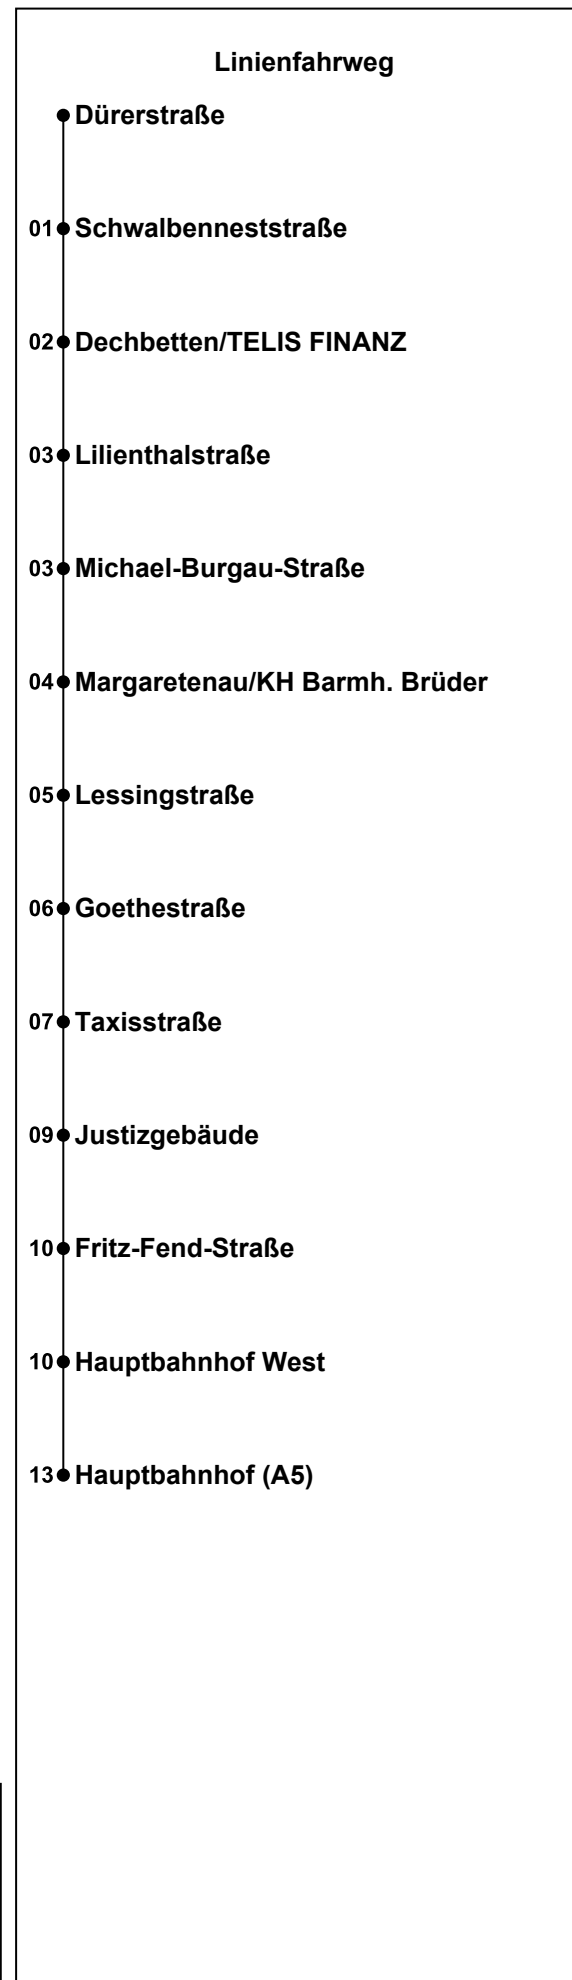 Linienfahrweg
Dürerstraße
01 Schwalbenneststraße
02 Dechbetten/TELIS FINANZ
03 Lilienthalstraße
03 Michael-Burgau-Straße
04 Margaretenau/KH Barmh. Brüder
05 Lessingstraße
06 Goethestraße
07 Taxisstraße
09 Justizgebäude
10 Fritz-Fend-Straße
10 Hauptbahnhof West
13 Hauptbahnhof (A5)